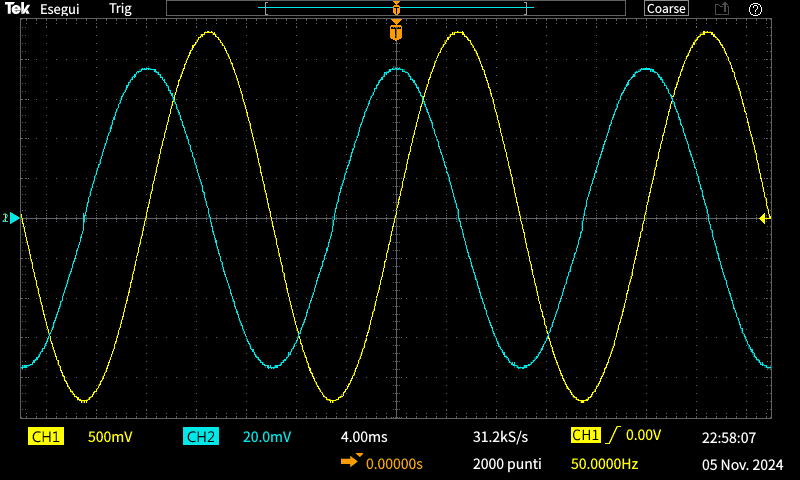 Tek Esegui Trig T Coarse ?
T
2
CH1 500mV CH2 20.0mV 4.00ms 31.2kS/s CH1 0.00V 22:58:07
0.00000s 2000 punti 50.0000Hz 05 Nov. 2024